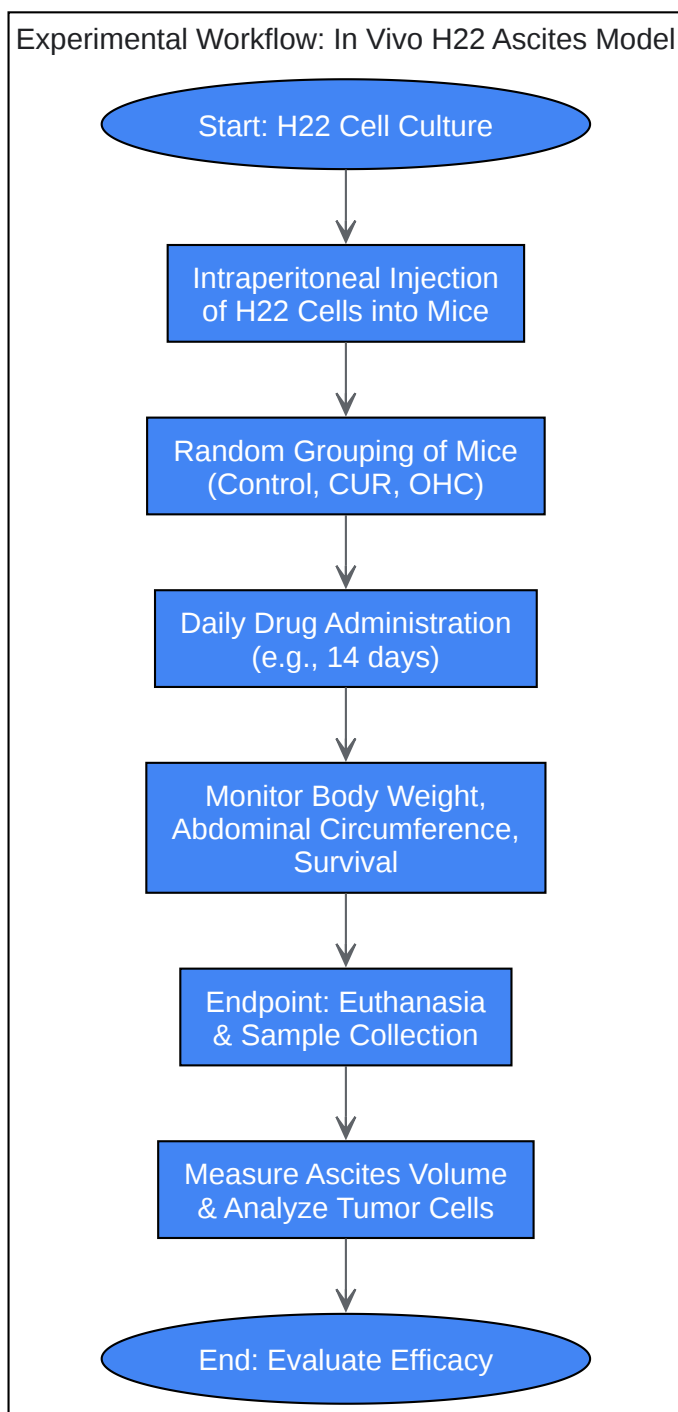 Experimental Workflow: In Vivo H22 Ascites Model
Start: H22 Cell Culture
Intraperitoneal Injection
of H22 Cells into Mice
Random Grouping of Mice
(Control, CUR, OHC)
Daily Drug Administration
(e.g., 14 days)
Monitor Body Weight,
Abdominal Circumference,
Survival
Endpoint: Euthanasia
& Sample Collection
Measure Ascites Volume
& Analyze Tumor Cells
End: Evaluate Efficacy